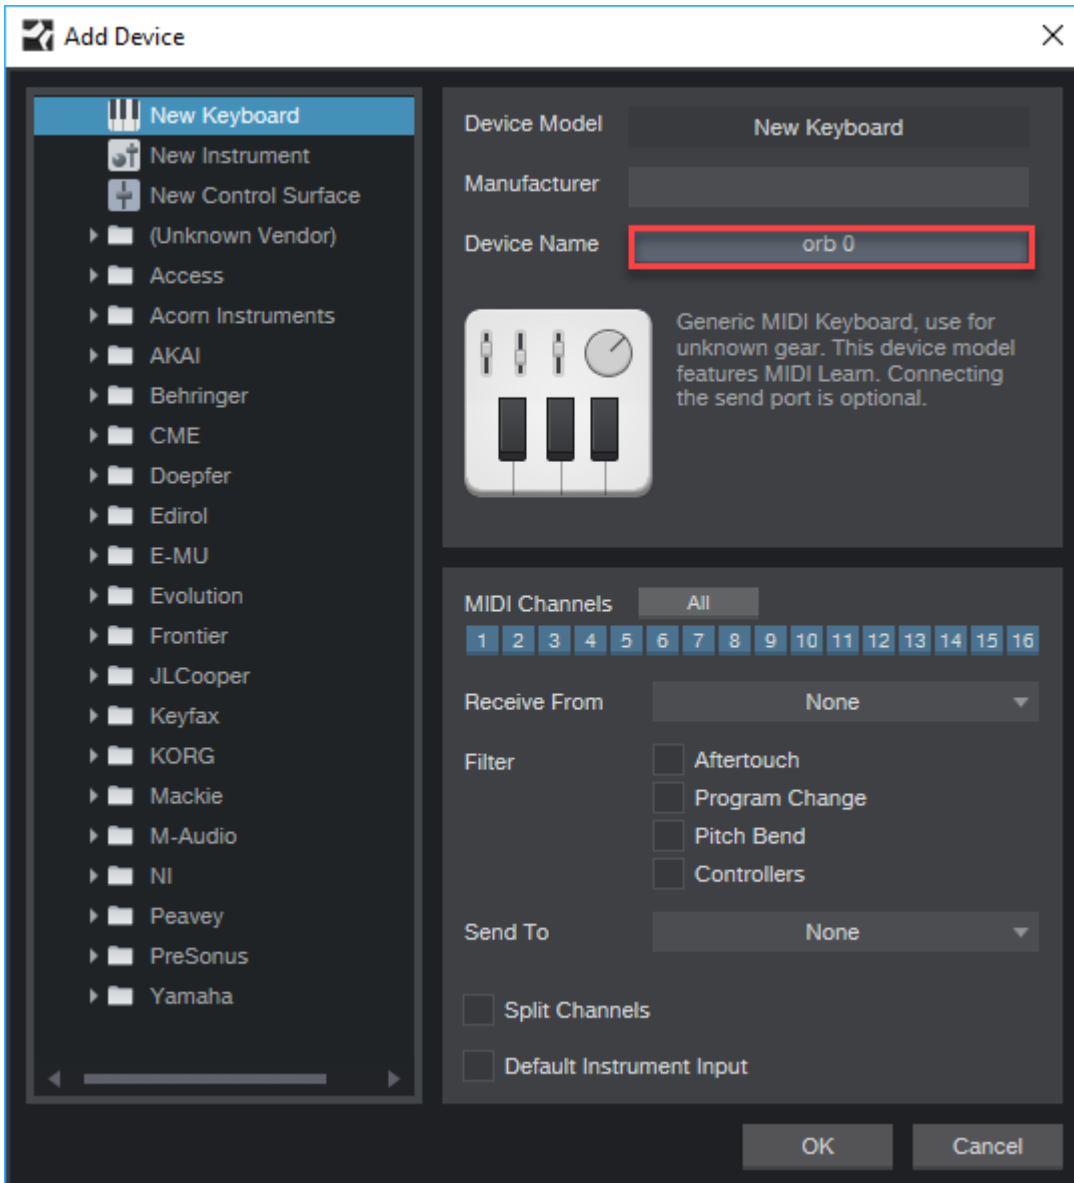 Add Device
New Keyboard
New Instrument
New Control Surface
(Unknown Vendor)
Access
Acorn Instruments
AKAI
Behringer
CME
Doepfer
Edirol
E-MU
Evolution
Frontier
JLCooper
Keyfax
KORG
Mackie
M-Audio
NI
Peavey
PreSonus
Yamaha
Device Model New Keyboard
Manufacturer
Device Name orb 0
Generic MIDI Keyboard, use for
unknown gear. This device model
features MIDI Learn. Connecting
the send port is optional.
MIDI Channels All
1 2 3 4 5 6 7 8 9 10 11 12 13 14 15 16
Receive From None
Filter Aftertouch
Program Change
Pitch Bend
Controllers
Send To None
Split Channels
Default Instrument Input
OK Cancel